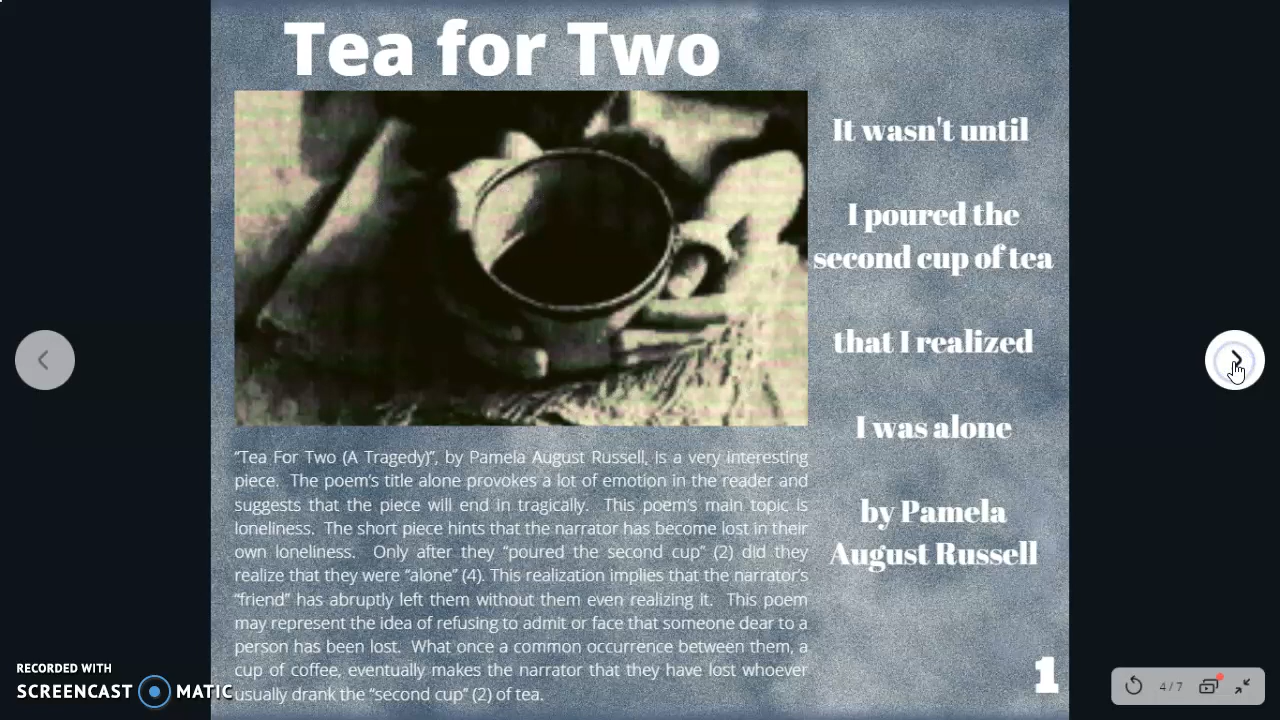 Tea for Two
It wasn't until
I poured the
second cup of tea
that I realized
I was alone
by Pamela
August Russell
“Tea For Two (A Tragedy)”, by Pamela August Russell, is a very interesting
piece.  The poem’s title alone provokes a lot of emotion in the reader and
suggests that the piece will end in tragically.  This poem’s main topic is
loneliness.  The short piece hints that the narrator has become lost in their
own loneliness.  Only after they “poured the second cup” (2) did they
realize that they were “alone” (4). This realization implies that the narrator’s
“friend” has abruptly left them without them even realizing it.  This poem
may represent the idea of refusing to admit or face that someone dear to a
person has been lost.  What once a common occurrence between them, a
cup of coffee, eventually makes the narrator that they have lost whoever
usually drank the “second cup” (2) of tea.
1
RECORDED WITH
SCREENCAST MATIC
4/7